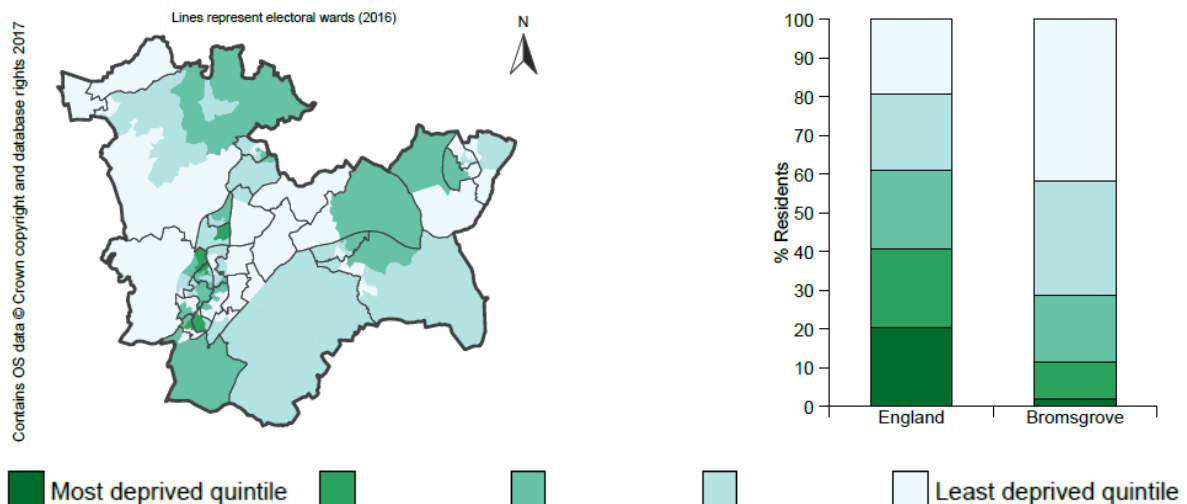 Lines represent electoral wards (2016)
N
Contains OS data © Crown copyright and database rights 2017
100
90
80
70
60
50
40
30
20
10
0
% Residents
England
Bromsgrove
Most deprived quintile
Least deprived quintile